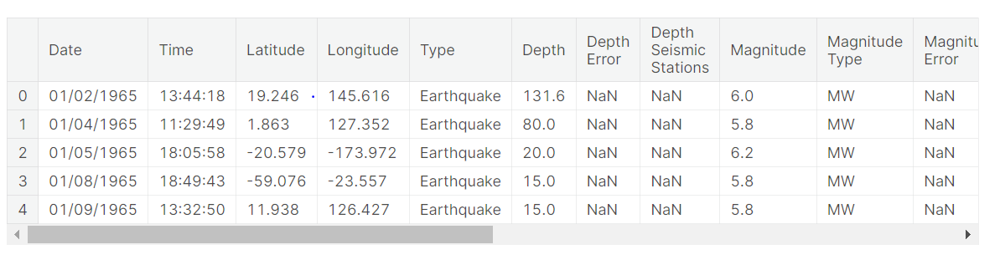 Date Time Latitude Longitude Type Depth Depth Error Depth Seismic Stations Magnitude Magnitude Type Magnitu Error
0 01/02/1965 13:44:18 19.246 145.616 Earthquake 131.6 NaN NaN 6.0 MW NaN
1 01/04/1965 11:29:49 1.863 127.352 Earthquake 80.0 NaN NaN 5.8 MW NaN
2 01/05/1965 18:05:58 -20.579 -173.972 Earthquake 20.0 NaN NaN 6.2 MW NaN
3 01/08/1965 18:49:43 -59.076 -23.557 Earthquake 15.0 NaN NaN 5.8 MW NaN
4 01/09/1965 13:32:50 11.938 126.427 Earthquake 15.0 NaN NaN 5.8 MW NaN